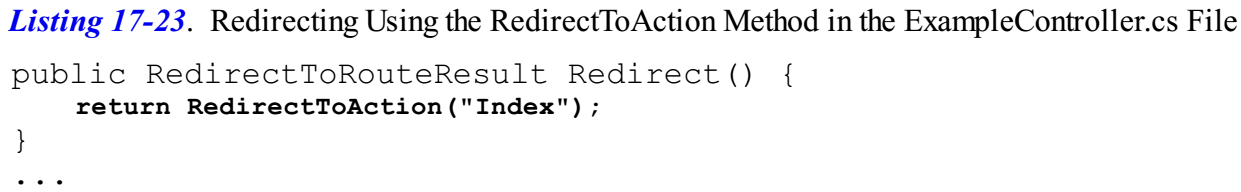 Listing 17-23. Redirecting Using the RedirectToAction Method in the ExampleController.cs File
public RedirectToRouteResult Redirect() {
    return RedirectToAction("Index");
}
...